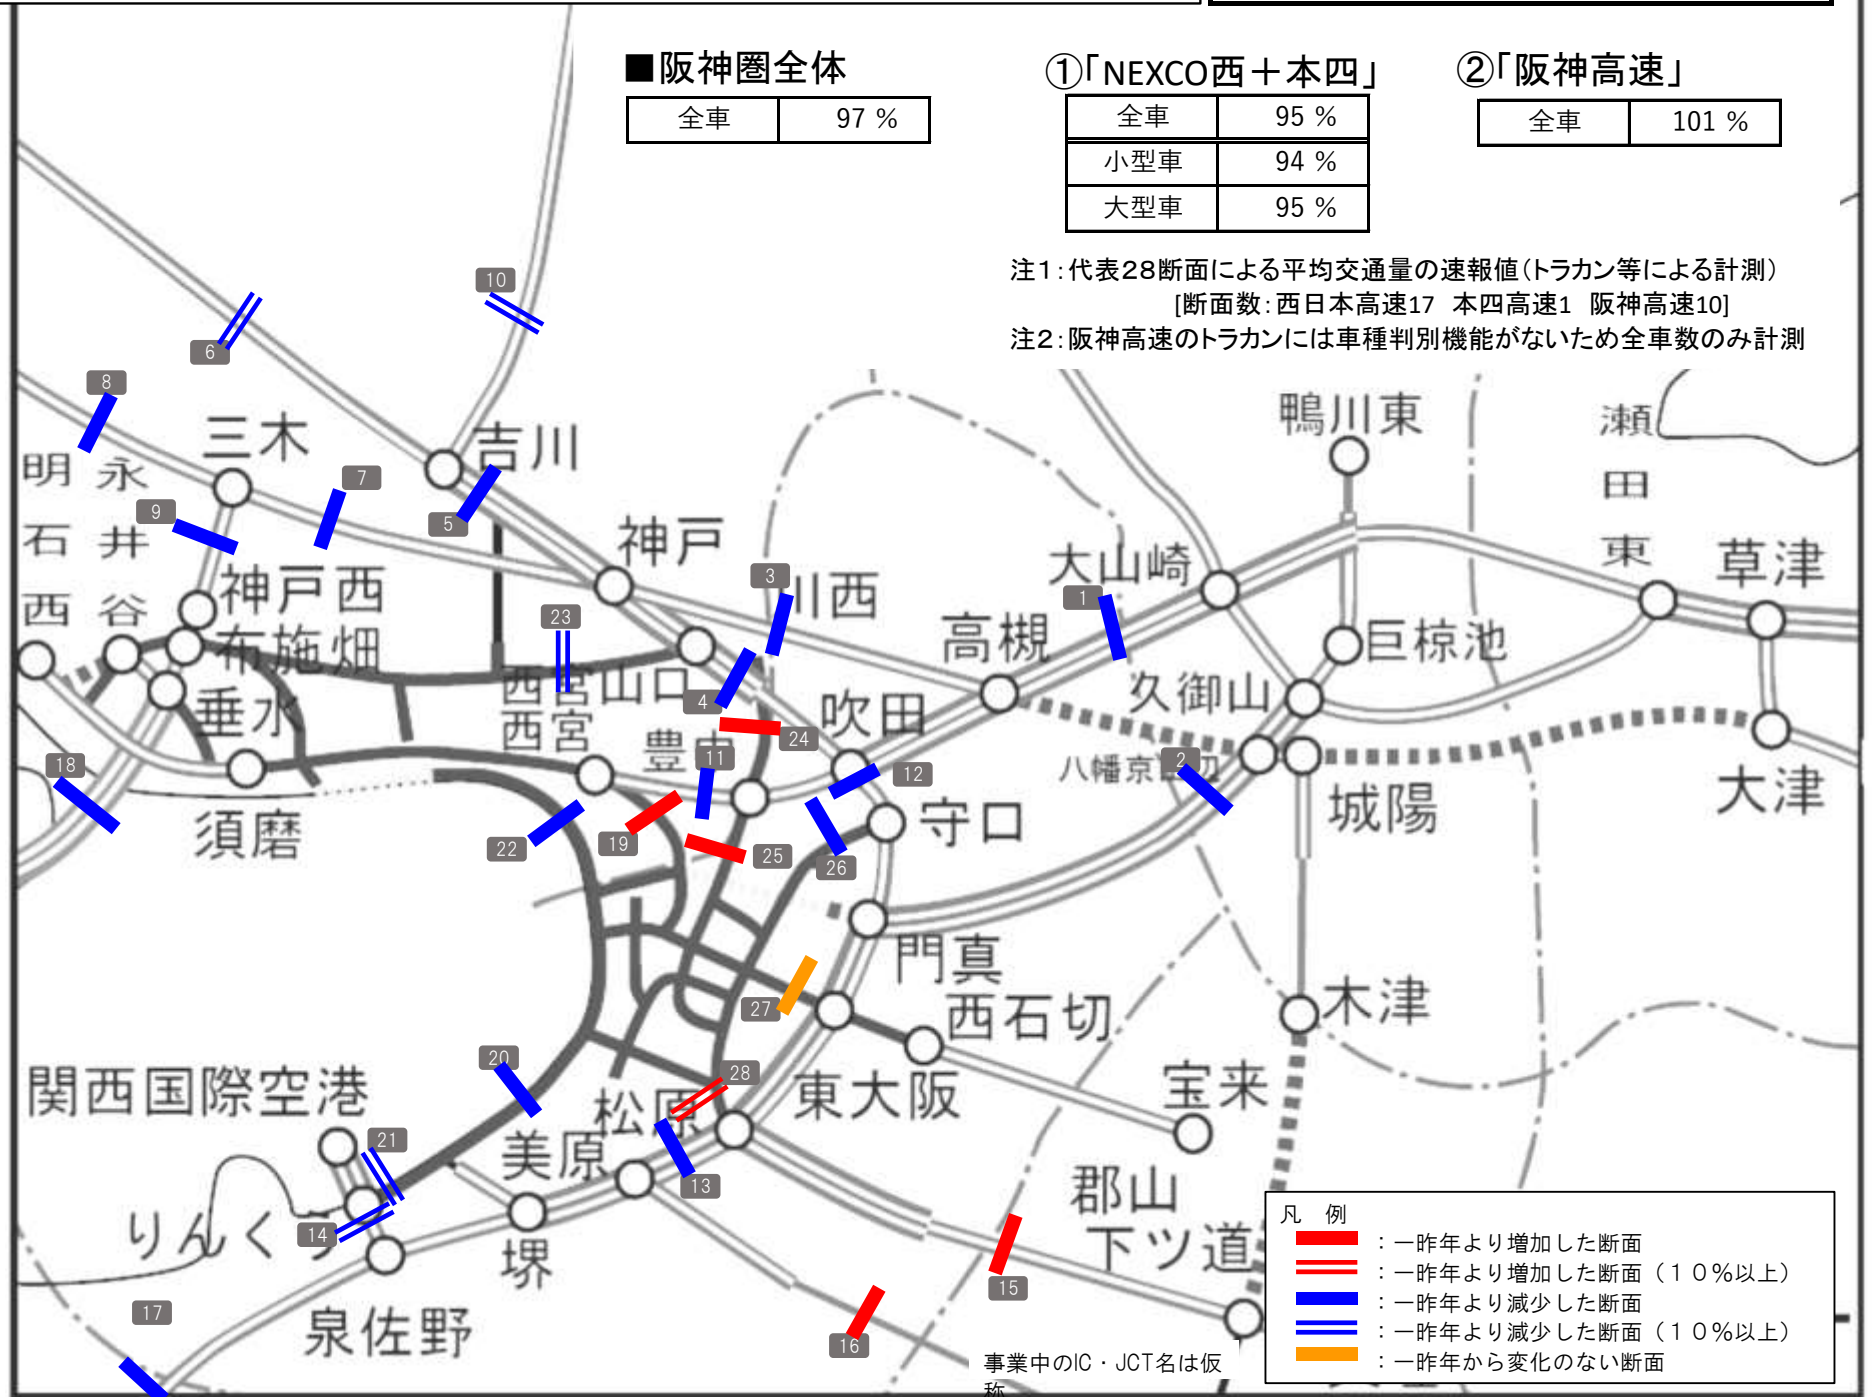 ■阪神圏全体
全車 97 %
①「NEXCO西＋本四」
全車 95 %
小型車 94 %
大型車 95 %
②「阪神高速」
全車 101 %
注1：代表28断面による平均交通量の速報値（トラカン等による計測）
[断面数：西日本高速17 本四高速1 阪神高速10]
注2：阪神高速のトラカンには車種判別機能がないため全車数のみ計測
10
6
8
三木
吉川
鴨川東
瀬田東
明石西
永井谷
7
9
5
神戸
3
川西
大山崎
1
草津
神戸西
布施畑
23
高槻
巨椋池
西宮山口
4
久御山
垂水
西宮
吹田
24
豊中
11
12
八幡京田辺
2
18
大津
城陽
須磨
22
19
25
26
守口
門真
27
西石切
木津
20
28
関西国際空港
松原
東大阪
宝来
21
美原
13
郡山
下ツ道
14
りんくう
堺
15
17
泉佐野
16
事業中のIC・JCT名は仮
称
凡 例
：一昨年より増加した断面
：一昨年より増加した断面（１０％以上）
：一昨年より減少した断面
：一昨年より減少した断面（１０％以上）
：一昨年から変化のない断面